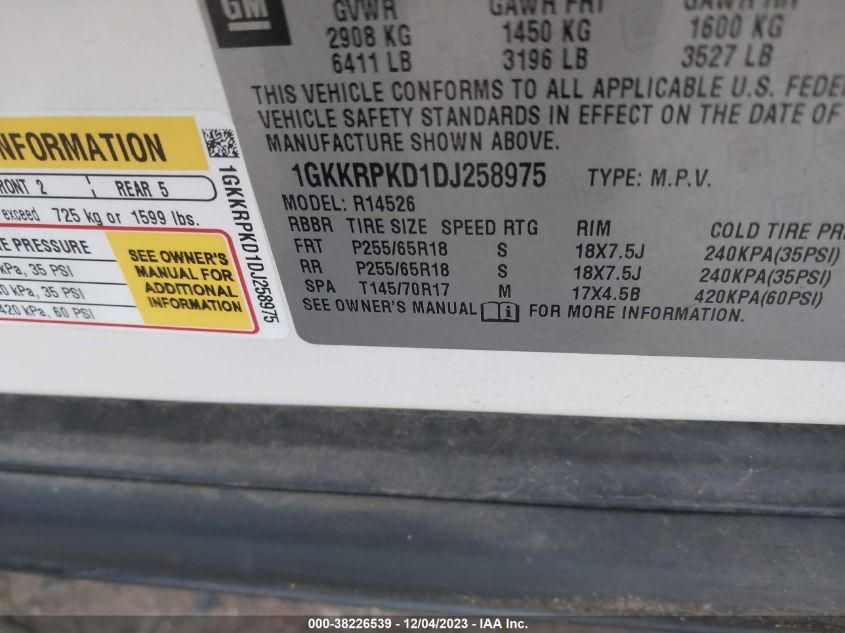 GM
GVWR GAWR FRT GAWR RR
2908 KG 1450 KG 1600 KG
6411 LB 3196 LB 3527 LB
THIS VEHICLE CONFORMS TO ALL APPLICABLE U.S. FEDE
VEHICLE SAFETY STANDARDS IN EFFECT ON THE DATE OF
MANUFACTURE SHOWN ABOVE.
1GKKRPKD1DJ258975 TYPE: M.P.V.
MODEL: R14526
RBBR TIRE SIZE SPEED RTG RIM COLD TIRE PR
FRT P255/65R18 S 18X7.5J 240KPA(35PSI)
RR P255/65R18 S 18X7.5J 240KPA(35PSI)
SPA T145/70R17 M 17X4.5B 420KPA(60PSI)
SEE OWNER'S MANUAL i FOR MORE INFORMATION.
INFORMATION
RONT 2 REAR 5
exceed 725 kg or 1599 lbs.
E PRESSURE
kPa, 35 PSI
0 kPa, 35 PSI
420 kPa, 60 PSI
SEE OWNER'S
MANUAL FOR
ADDITIONAL
INFORMATION
1GKKRPKD1DJ258975
000-38226539 - 12/04/2023 - IAA Inc.